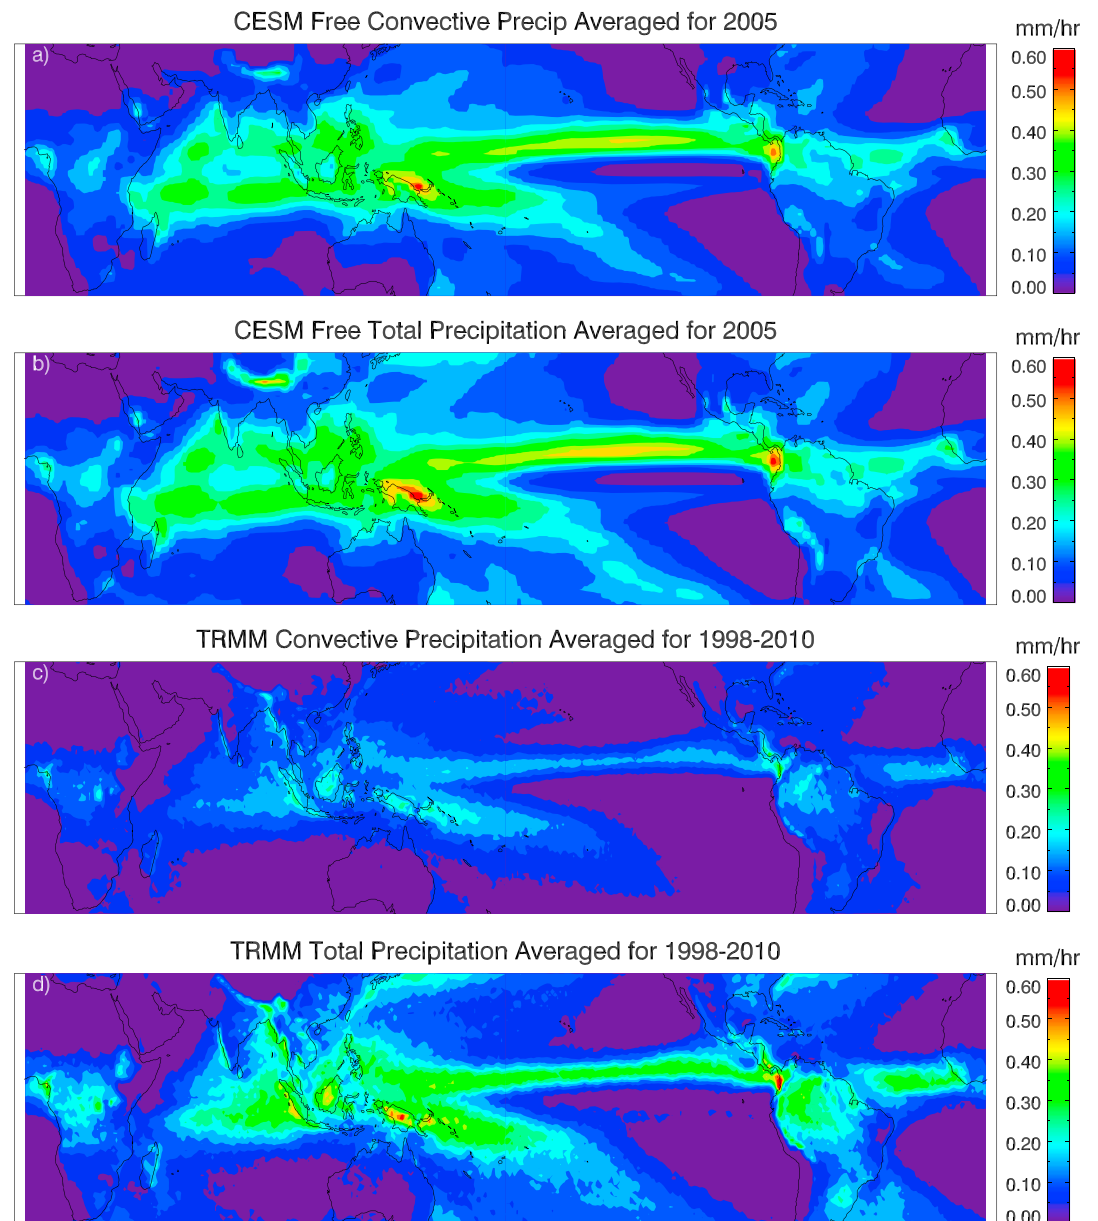 CESM Free Convective Precip Averaged for 2005
mm/hr
a)
0.60
0.50
0.40
0.30
0.20
0.10
0.00
CESM Free Total Precipitation Averaged for 2005
mm/hr
b)
0.60
0.50
0.40
0.30
0.20
0.10
0.00
TRMM Convective Precipitation Averaged for 1998-2010
mm/hr
c)
0.60
0.50
0.40
0.30
0.20
0.10
0.00
TRMM Total Precipitation Averaged for 1998-2010
mm/hr
d)
0.60
0.50
0.40
0.30
0.20
0.10
0.00